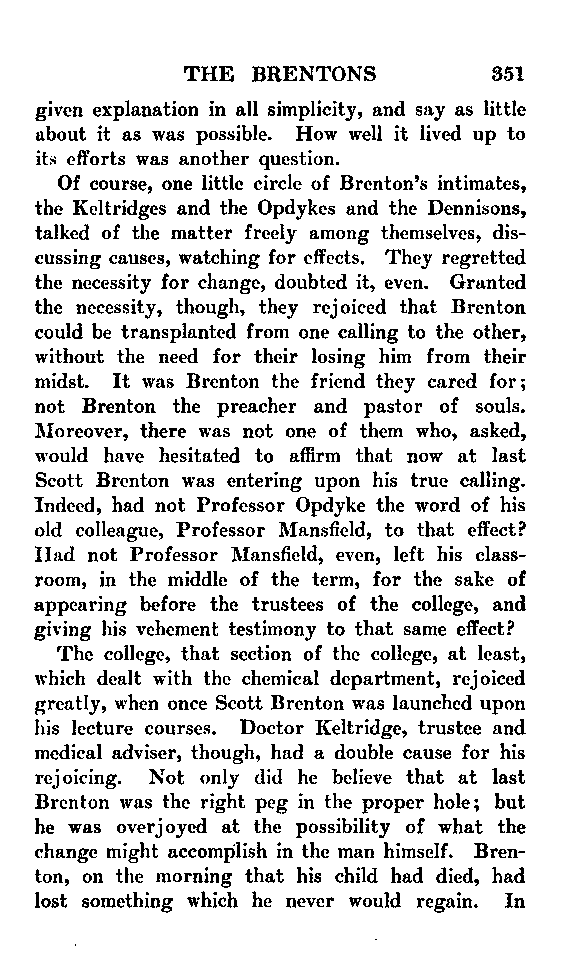 THE BRENTONS 351
given explanation in all simplicity, and say as little
about it as was possible. How well it lived up to
its efforts was another question.
Of course, one little circle of Brenton's intimates,
the Keltridges and the Opdykes and the Dennisons,
talked of the matter freely among themselves, dis-
cussing causes, watching for effects. They regretted
the necessity for change, doubted it, even. Granted
the necessity, though, they rejoiced that Brenton
could be transplanted from one calling to the other,
without the need for their losing him from their
midst. It was Brenton the friend they cared for;
not Brenton the preacher and pastor of souls.
Moreover, there was not one of them who, asked,
would have hesitated to affirm that now at last
Scott Brenton was entering upon his true calling.
Indeed, had not Professor Opdyke the word of his
old colleague, Professor Mansfield, to that effect?
Had not Professor Mansfield, even, left his class-
room, in the middle of the term, for the sake of
appearing before the trustees of the college, and
giving his vehement testimony to that same effect?
The college, that section of the college, at least,
which dealt with the chemical department, rejoiced
greatly, when once Scott Brenton was launched upon
his lecture courses. Doctor Keltridge, trustee and
medical adviser, though, had a double cause for his
rejoicing. Not only did he believe that at last
Brenton was the right peg in the proper hole; but
he was overjoyed at the possibility of what the
change might accomplish in the man himself. Bren-
ton, on the morning that his child had died, had
lost something which he never would regain. In